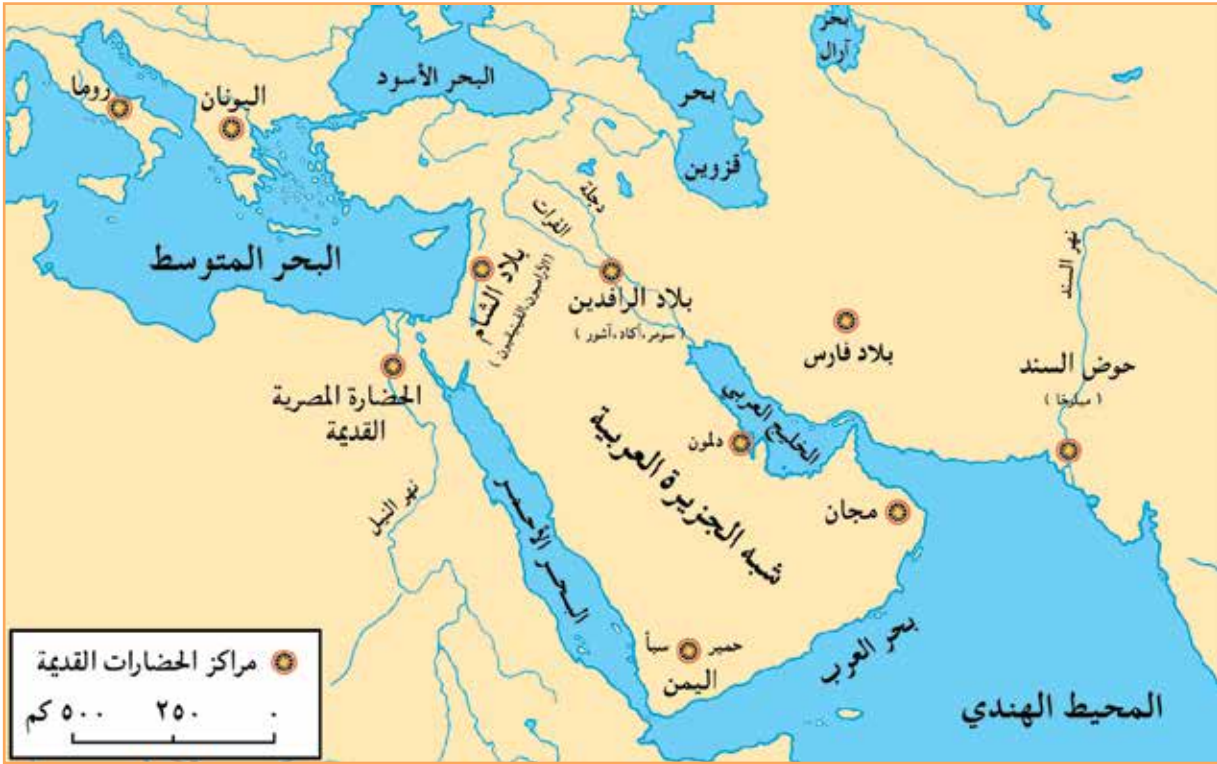 بحر
آرال
البحر الأسود
بحر
قزوين
روما
اليونان
دجلة
الفرات
نهر السند
البحر المتوسط
بلاد الشام
(الآراميون،الفينيقيون)
بلاد الرافدين
(سومر،أكاد،آشور)
بلاد فارس
حوض السند
(ميلوخا)
الحضارة المصرية
القديمة
الخليج العربي
دلمون
مجان
شبه الجزيرة العربية
نهر النيل
البحر الأحمر
حمير
سبأ
اليمن
بحر العرب
المحيط الهندي
مراكز الحضارات القديمة
٠ ٢٥٠ ٥٠٠ كم